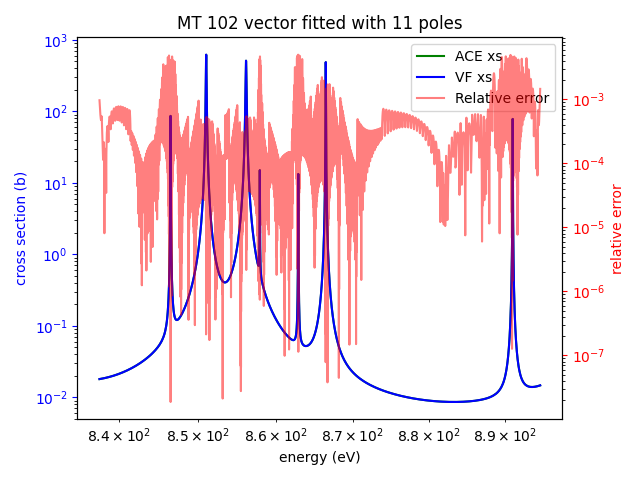 MT 102 vector fitted with 11 poles
ACE xs
VF xs
Relative error
cross section (b)
10³
10²
10¹
10⁰
10⁻¹
10⁻²
relative error
10⁻³
10⁻⁴
10⁻⁵
10⁻⁶
10⁻⁷
8.4 × 10² 8.5 × 10² 8.6 × 10² 8.7 × 10² 8.8 × 10² 8.9 × 10²
energy (eV)